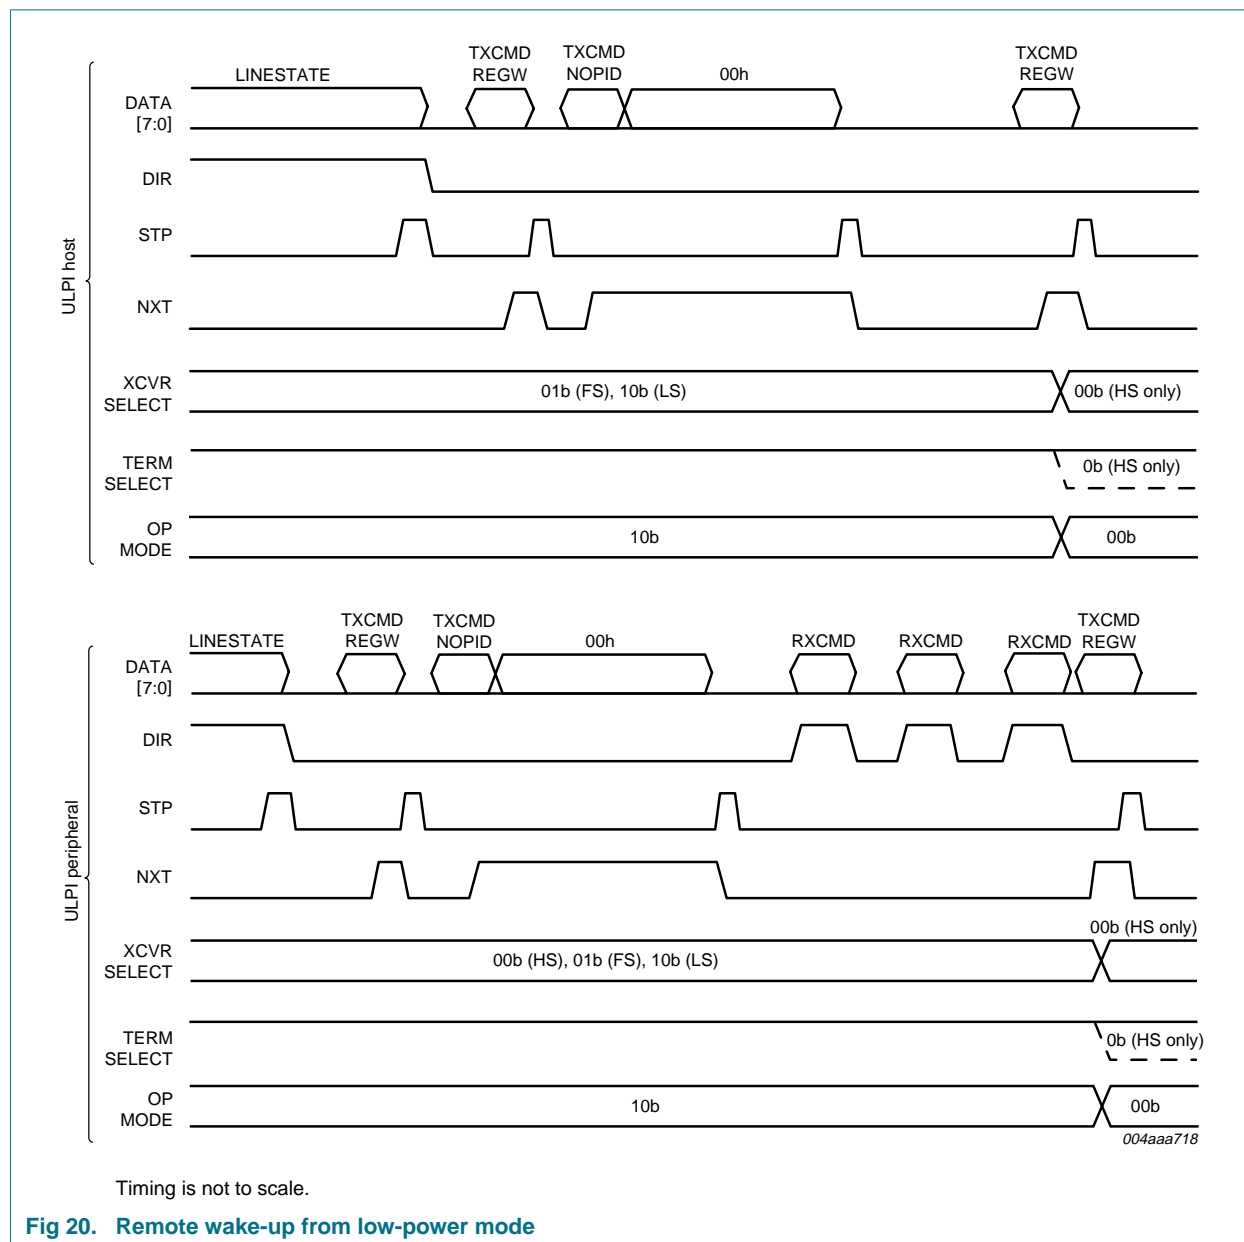 ULPI host
TXCMD
REGW
TXCMD
NOPID
TXCMD
REGW
LINESTATE
00h
DATA
[7:0]
DIR
STP
NXT
XCVR
SELECT
01b (FS), 10b (LS)
00b (HS only)
TERM
SELECT
0b (HS only)
OP
MODE
10b
00b
ULPI peripheral
TXCMD
REGW
TXCMD
NOPID
TXCMD
REGW
LINESTATE
00h
RXCMD
RXCMD
RXCMD
DATA
[7:0]
DIR
STP
NXT
00b (HS only)
XCVR
SELECT
00b (HS), 01b (FS), 10b (LS)
TERM
SELECT
0b (HS only)
OP
MODE
10b
00b
004aaa718
Timing is not to scale.
Fig 20. Remote wake-up from low-power mode